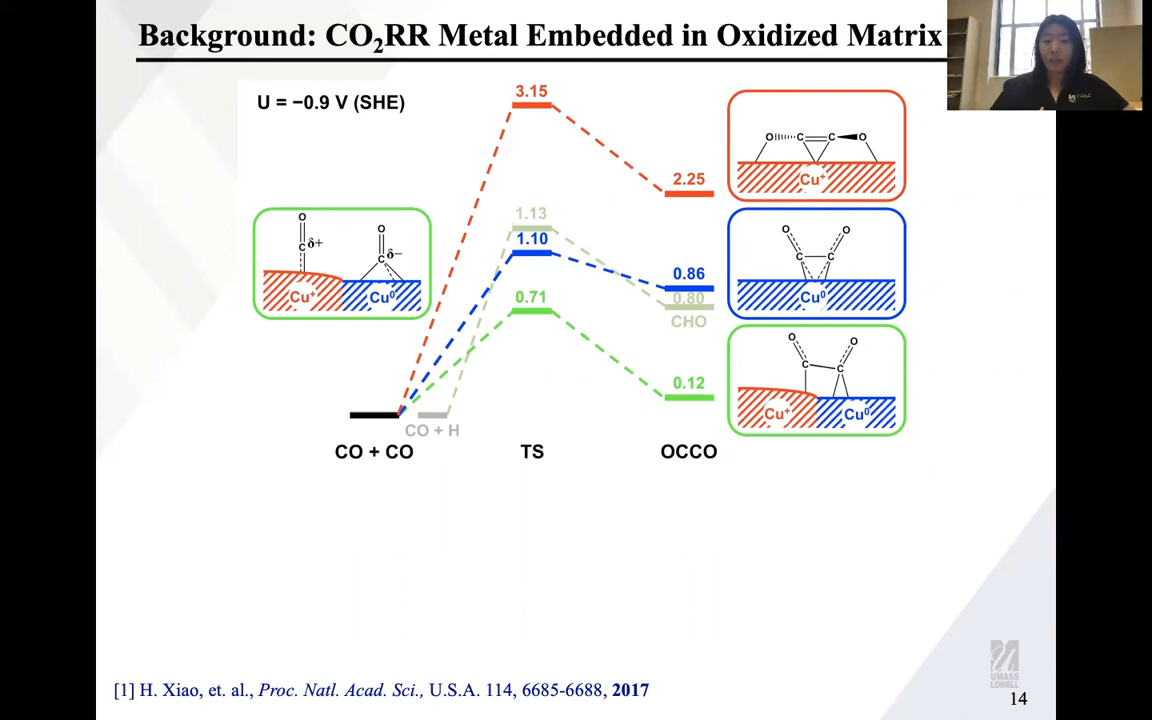 Background: CO₂RR Metal Embedded in Oxidized Matrix
U = −0.9 V (SHE)
3.15
2.25
1.13
1.10
0.86
0.80
CHO
0.71
0.12
CO + H
CO + CO
TS
OCCO
O
C δ+
O
C δ−
Cu⁺
Cu⁰
O C C O
Cu⁺
O O
C C
Cu⁰
O O
C C
Cu⁺
Cu⁰
[1] H. Xiao, et. al., Proc. Natl. Acad. Sci., U.S.A. 114, 6685-6688, 2017
UMASS
LOWELL
14